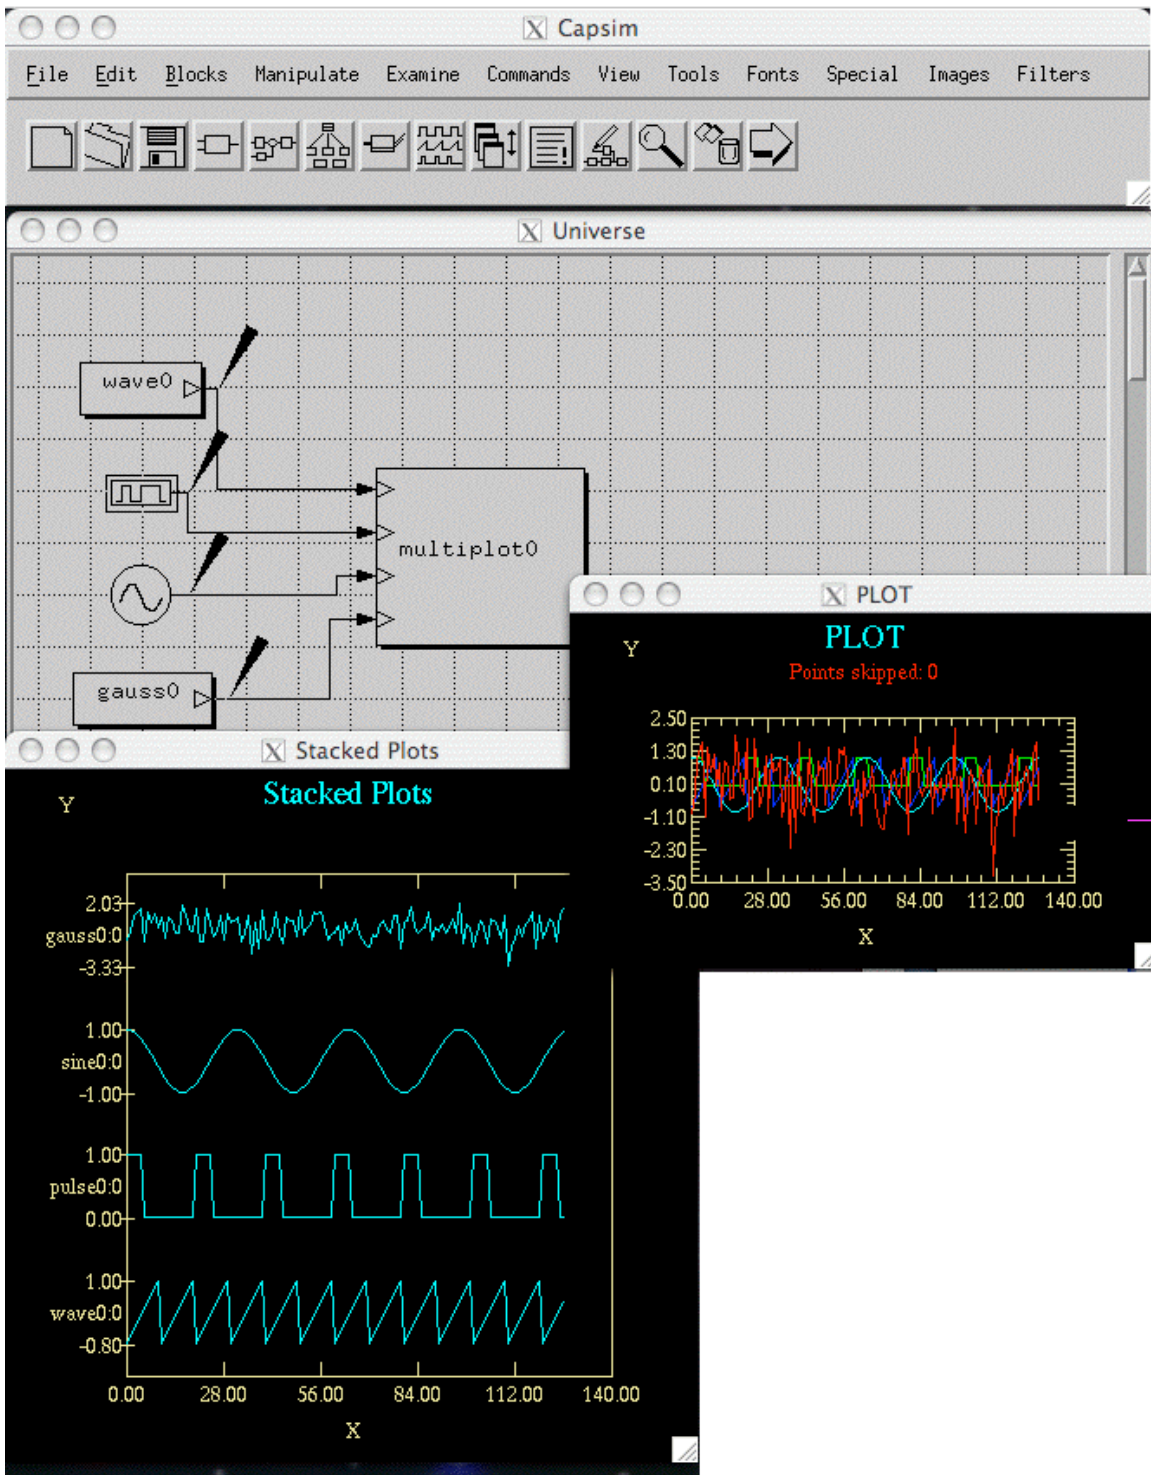 Capsim
File Edit Blocks Manipulate Examine Commands View Tools Fonts Special Images Filters
Universe
wave0
multiplot0
gauss0
PLOT
PLOT
Y
Points skipped: 0
2.50
1.30
0.10
-1.10
-2.30
-3.50
0.00 28.00 56.00 84.00 112.00 140.00
X
Stacked Plots
Stacked Plots
Y
2.03
gauss0:0
-3.33
1.00
sine0:0
-1.00
1.00
pulse0:0
0.00
1.00
wave0:0
-0.80
0.00 28.00 56.00 84.00 112.00 140.00
X